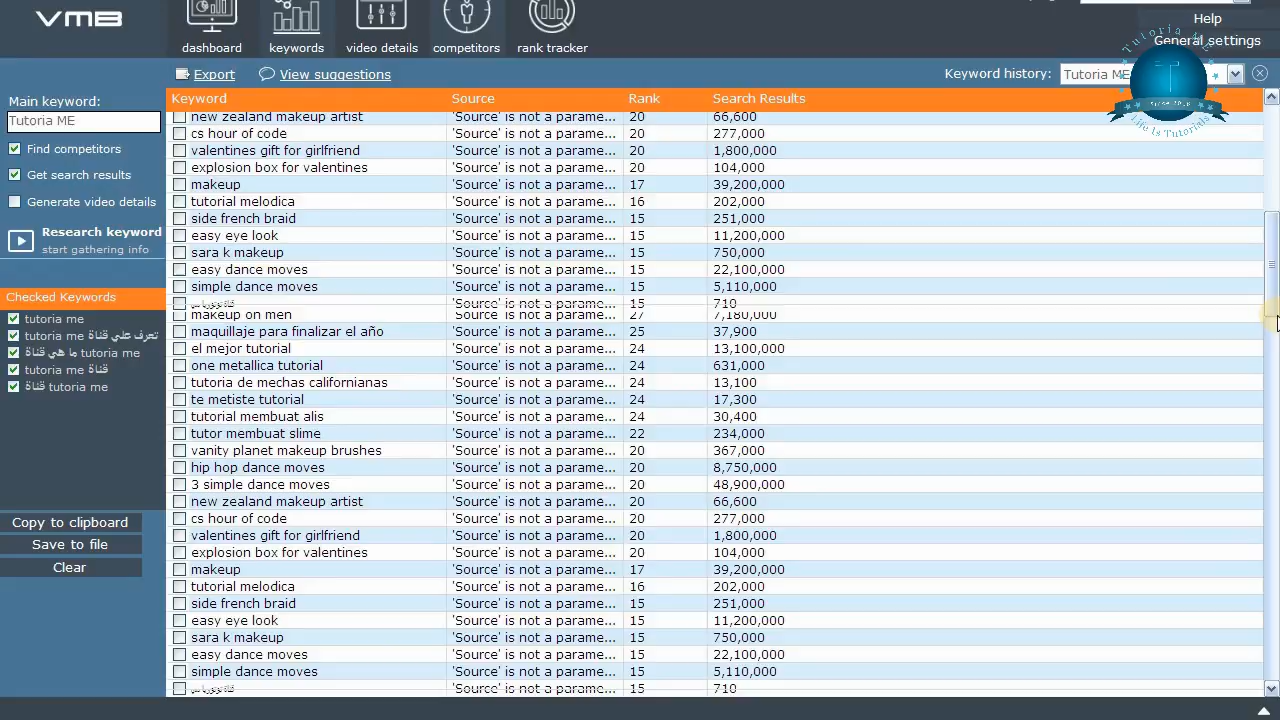 VMB
dashboard
keywords
video details
competitors
rank tracker
Help
General settings
Export
View suggestions
Keyword history:
Tutoria ME
Tutoria Me
Since 2016
Life Is Tutorials
Main keyword:
Tutoria ME
Find competitors
Get search results
Generate video details
Research keyword
start gathering info
Checked Keywords
tutoria me
تعرف علي قناة tutoria me
ما هي قناة tutoria me
قناة tutoria me
قناة tutoria me
Copy to clipboard
Save to file
Clear
Keyword Source Rank Search Results
new zealand makeup artist 'Source' is not a parame... 20 66,600
cs hour of code 'Source' is not a parame... 20 277,000
valentines gift for girlfriend 'Source' is not a parame... 20 1,800,000
explosion box for valentines 'Source' is not a parame... 20 104,000
makeup 'Source' is not a parame... 17 39,200,000
tutorial melodica 'Source' is not a parame... 16 202,000
side french braid 'Source' is not a parame... 15 251,000
easy eye look 'Source' is not a parame... 15 11,200,000
sara k makeup 'Source' is not a parame... 15 750,000
easy dance moves 'Source' is not a parame... 15 22,100,000
simple dance moves 'Source' is not a parame... 15 5,110,000
'Source' is not a parame... 15 710
makeup on men 'Source' is not a parame... 27 7,180,000
maquillaje para finalizar el año 'Source' is not a parame... 25 37,900
el mejor tutorial 'Source' is not a parame... 24 13,100,000
one metallica tutorial 'Source' is not a parame... 24 631,000
tutoria de mechas californianas 'Source' is not a parame... 24 13,100
te metiste tutorial 'Source' is not a parame... 24 17,300
tutorial membuat alis 'Source' is not a parame... 24 30,400
tutor membuat slime 'Source' is not a parame... 22 234,000
vanity planet makeup brushes 'Source' is not a parame... 20 367,000
hip hop dance moves 'Source' is not a parame... 20 8,750,000
3 simple dance moves 'Source' is not a parame... 20 48,900,000
new zealand makeup artist 'Source' is not a parame... 20 66,600
cs hour of code 'Source' is not a parame... 20 277,000
valentines gift for girlfriend 'Source' is not a parame... 20 1,800,000
explosion box for valentines 'Source' is not a parame... 20 104,000
makeup 'Source' is not a parame... 17 39,200,000
tutorial melodica 'Source' is not a parame... 16 202,000
side french braid 'Source' is not a parame... 15 251,000
easy eye look 'Source' is not a parame... 15 11,200,000
sara k makeup 'Source' is not a parame... 15 750,000
easy dance moves 'Source' is not a parame... 15 22,100,000
simple dance moves 'Source' is not a parame... 15 5,110,000
'Source' is not a parame... 15 710